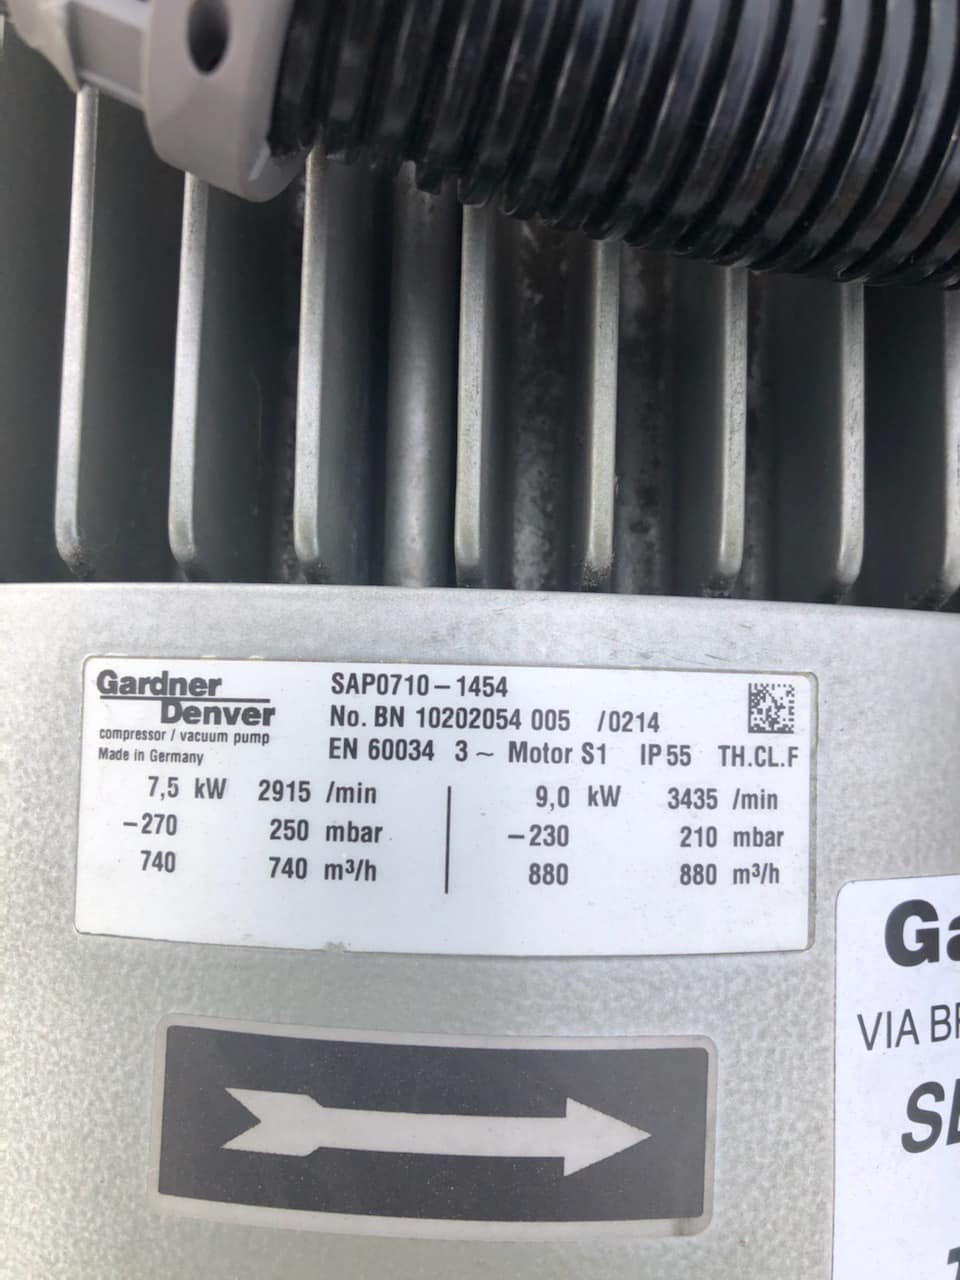 Gardner
Denver
compressor / vacuum pump
Made in Germany
SAP0710-1454
No. BN 10202054 005 /0214
EN 60034 3~ Motor S1 IP55 TH.CL.F
7,5 kW 2915 /min
-270 250 mbar
740 740 m³/h
9,0 kW 3435 /min
-230 210 mbar
880 880 m³/h
Ga
VIA B